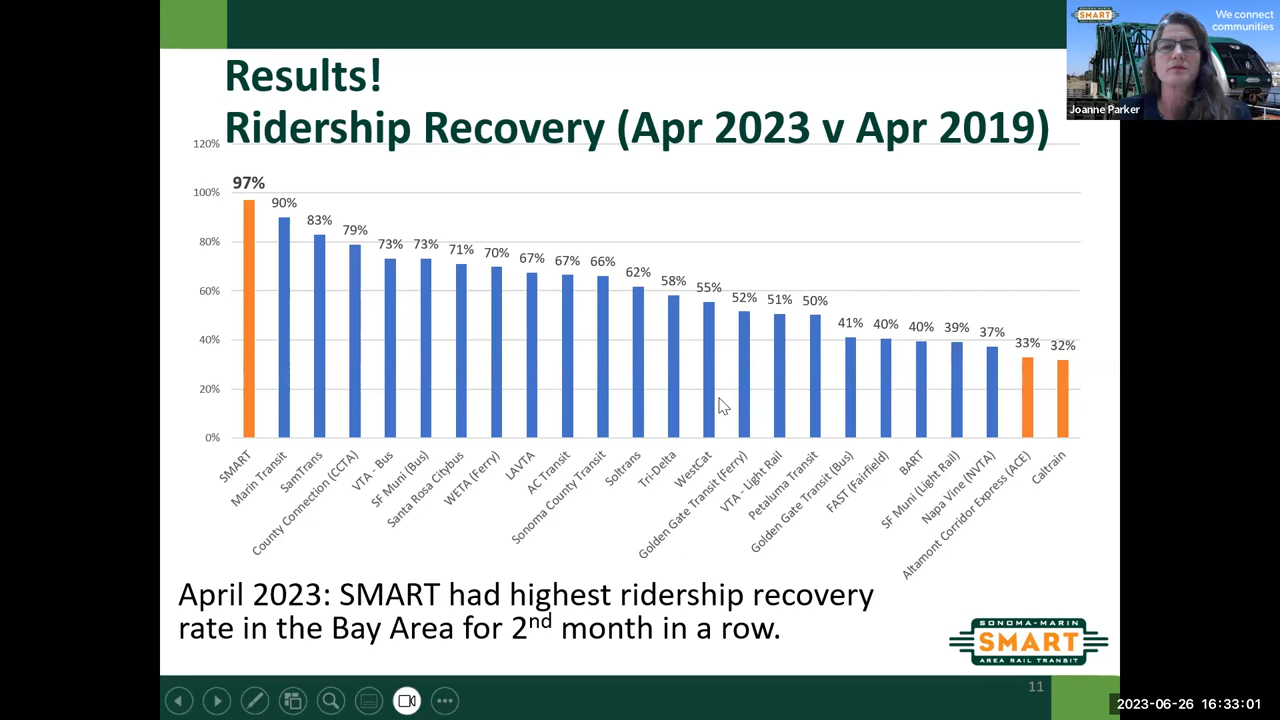 Results!
Ridership Recovery (Apr 2023 v Apr 2019)
SMART
We connect
communities
Joanne Parker
120%
100%
80%
60%
40%
20%
0%
97%
90%
83%
79%
73%
73%
71%
70%
67%
67%
66%
62%
58%
55%
52%
51%
50%
41%
40%
40%
39%
37%
33%
32%
SMART
Marin Transit
SamTrans
County Connection (CCTA)
VTA - Bus
SF Muni (Bus)
Santa Rosa Citybus
WETA (Ferry)
LAVTA
AC Transit
Sonoma County Transit
Soltrans
Tri-Delta
WestCat
Golden Gate Transit (Ferry)
VTA - Light Rail
Petaluma Transit
Golden Gate Transit (Bus)
FAST (Fairfield)
BART
SF Muni (Light Rail)
Napa Vine (NVTA)
Altamont Corridor Express (ACE)
Caltrain
April 2023: SMART had highest ridership recovery
rate in the Bay Area for 2nd month in a row.
SONOMA-MARIN
SMART
AREA RAIL TRANSIT
11
2023-06-26 16:33:01